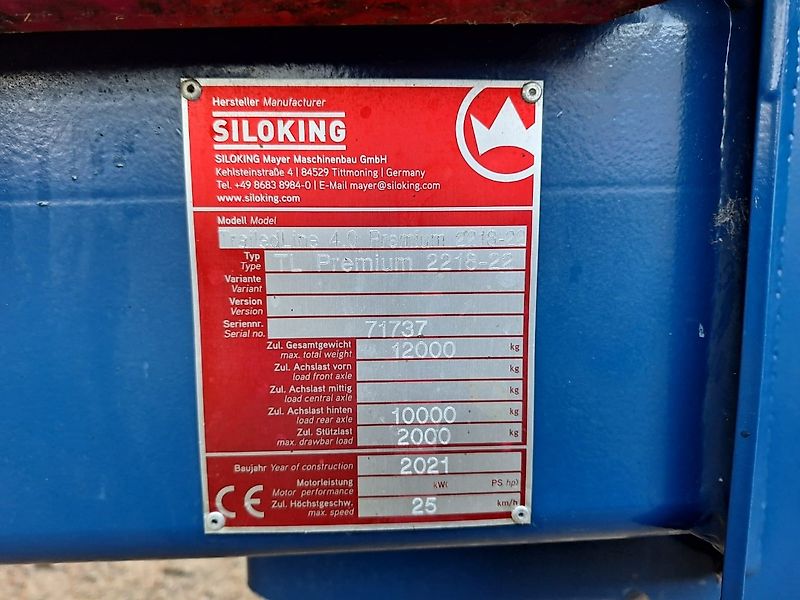 Hersteller Manufacturer
SILOKING
SILOKING Mayer Maschinenbau GmbH
Kehlsteinstraße 4 | 84529 Tittmoning | Germany
Tel. +49 8683 8984-0 | E-Mail mayer@siloking.com
www.siloking.com
Modell Model
TrailedLine 4.0 Premium 2218-22
Typ
Type
TL Premium 2218-22
Variante
Variant
Version
Version
Seriennr.
Serial no.
71737
Zul. Gesamtgewicht
max. total weight
12000 kg
Zul. Achslast vorn
load front axle
kg
Zul. Achslast mittig
load central axle
kg
Zul. Achslast hinten
load rear axle
10000 kg
Zul. Stützlast
max. drawbar load
2000 kg
Baujahr Year of construction 2021
Motorleistung
Motor performance
kW( PS hp)
Zul. Höchstgeschw.
max. speed
25 km/h
CE